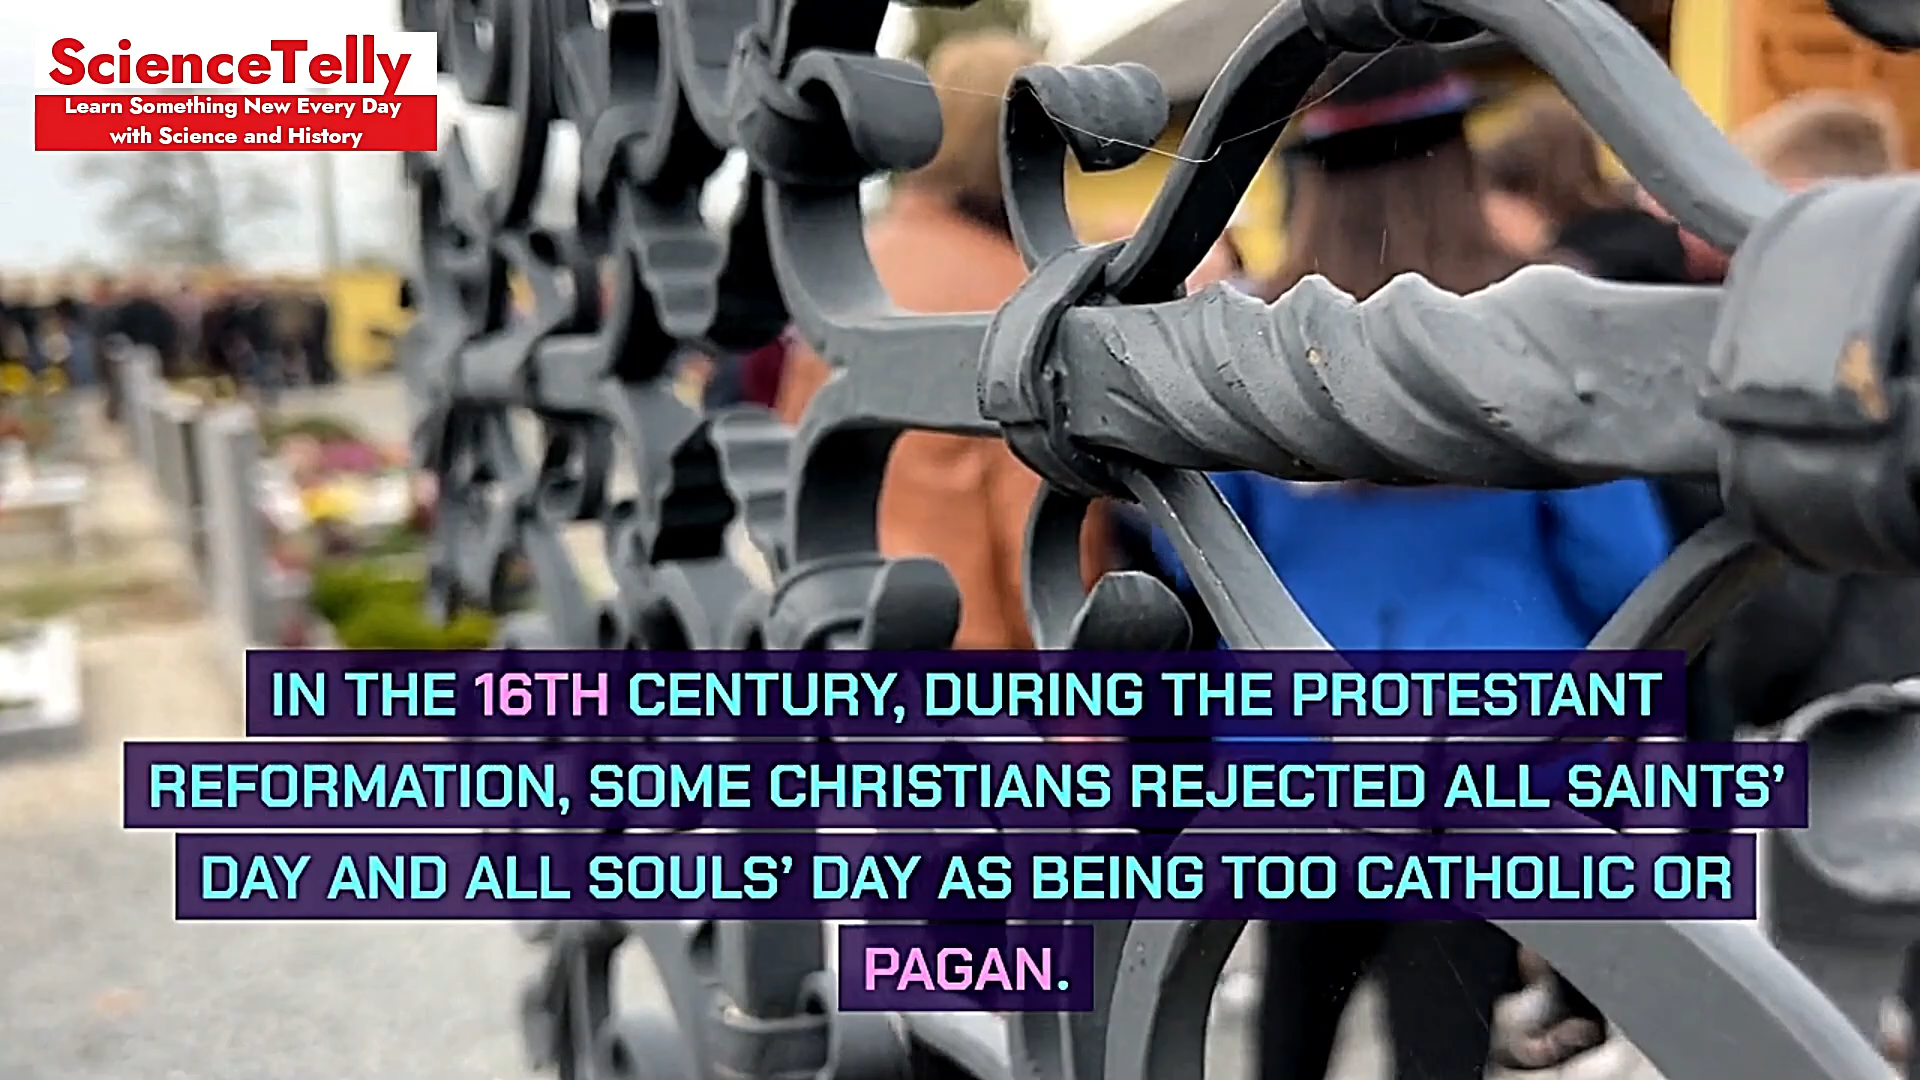 ScienceTelly
Learn Something New Every Day
with Science and History
IN THE 16TH CENTURY, DURING THE PROTESTANT
REFORMATION, SOME CHRISTIANS REJECTED ALL SAINTS’
DAY AND ALL SOULS’ DAY AS BEING TOO CATHOLIC OR
PAGAN.